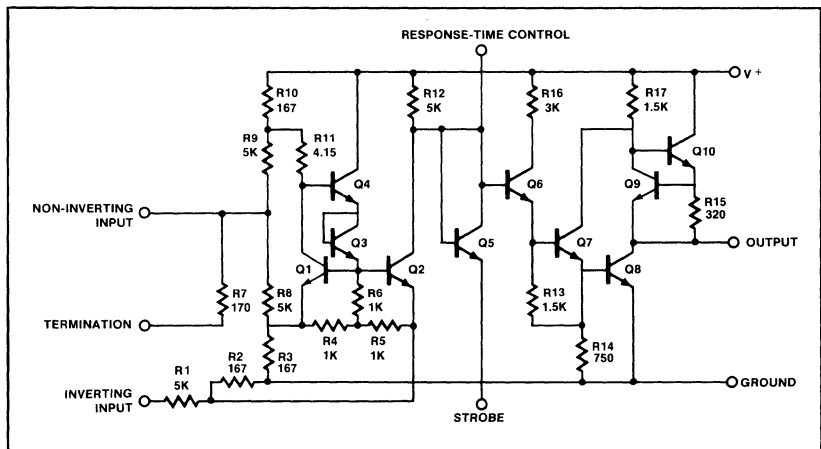 RESPONSE-TIME CONTROL
V +
R10
167
R12
5K
R16
3K
R17
1.5K
R9
5K
R11
4.15
Q4
Q10
Q6
Q9
NON-INVERTING
INPUT
R15
320
Q3
OUTPUT
Q1
Q2
Q5
Q7
Q8
R7
170
R8
5K
R6
1K
R13
1.5K
TERMINATION
R4
1K
R5
1K
R14
750
R1
5K
R2
167
R3
167
INVERTING
INPUT
GROUND
STROBE